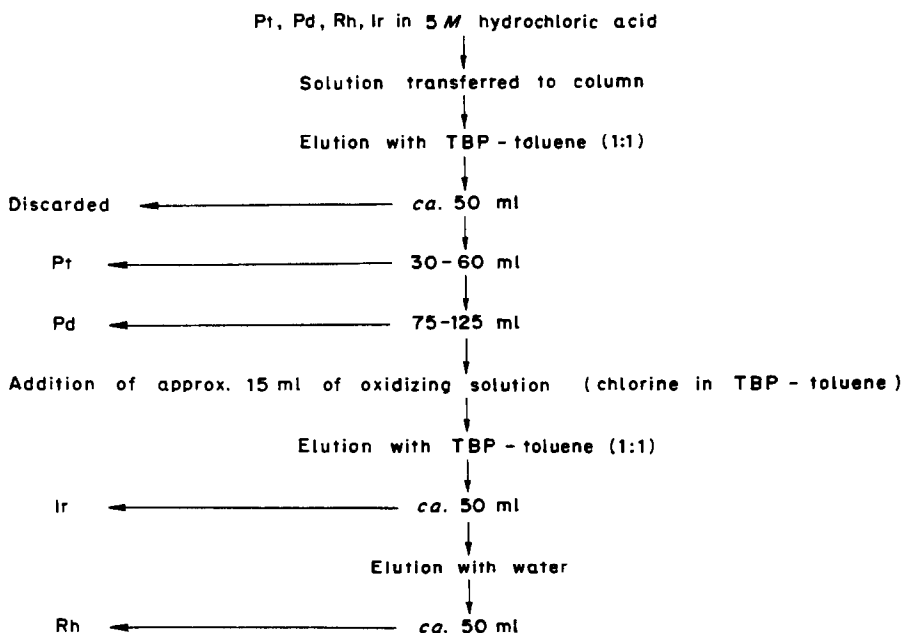 Pt, Pd, Rh, Ir in 5 M hydrochloric acid
Solution transferred to column
Elution with TBP - toluene (1:1)
Discarded ca. 50 ml
Pt 30-60 ml
Pd 75-125 ml
Addition of approx. 15 ml of oxidizing solution (chlorine in TBP - toluene)
Elution with TBP - toluene (1:1)
Ir ca. 50 ml
Elution with water
Rh ca. 50 ml